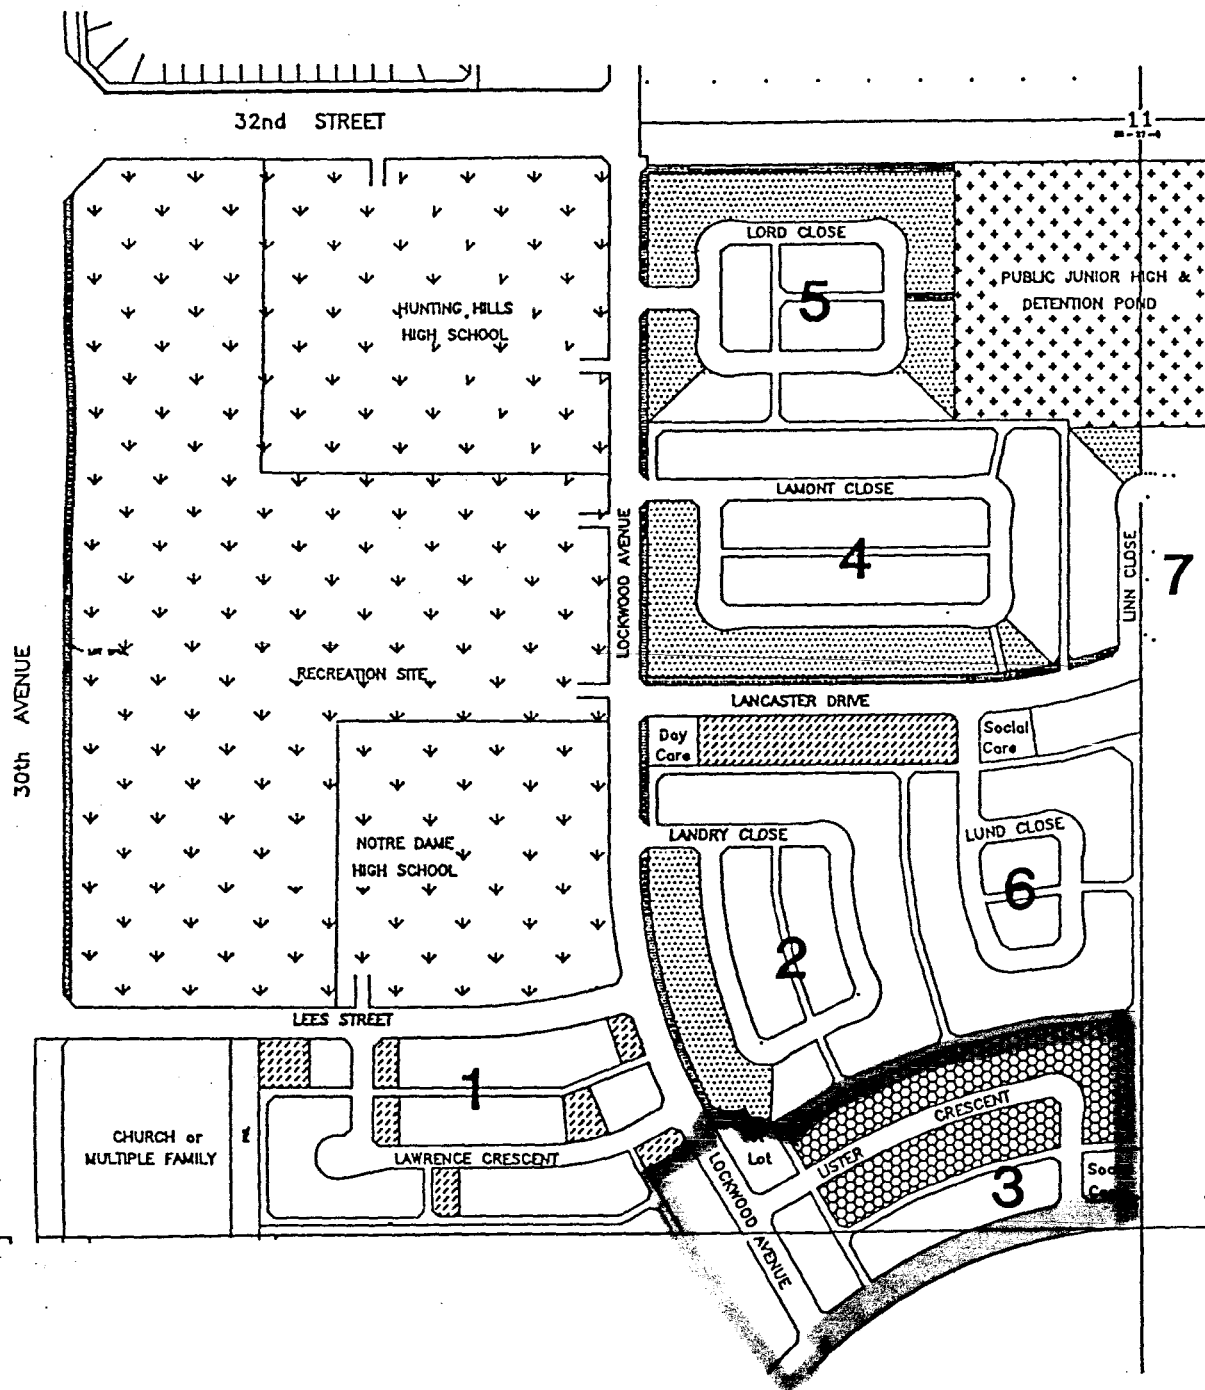 32nd STREET
11
LORD CLOSE
PUBLIC JUNIOR HIGH &
DETENTION POND
5
HUNTING HILLS
HIGH SCHOOL
LAMONT CLOSE
4
LOCKWOOD AVENUE
LINN CLOSE
7
30th AVENUE
RECREATION SITE
LANCASTER DRIVE
Day
Care
Social
Care
LANDRY CLOSE
LUND CLOSE
NOTRE DAME
HIGH SCHOOL
6
2
LEES STREET
1
CRESCENT
CHURCH or
MULTIPLE FAMILY
LAWRENCE CRESCENT
Lot
LISTER
3
LOCKWOOD AVENUE